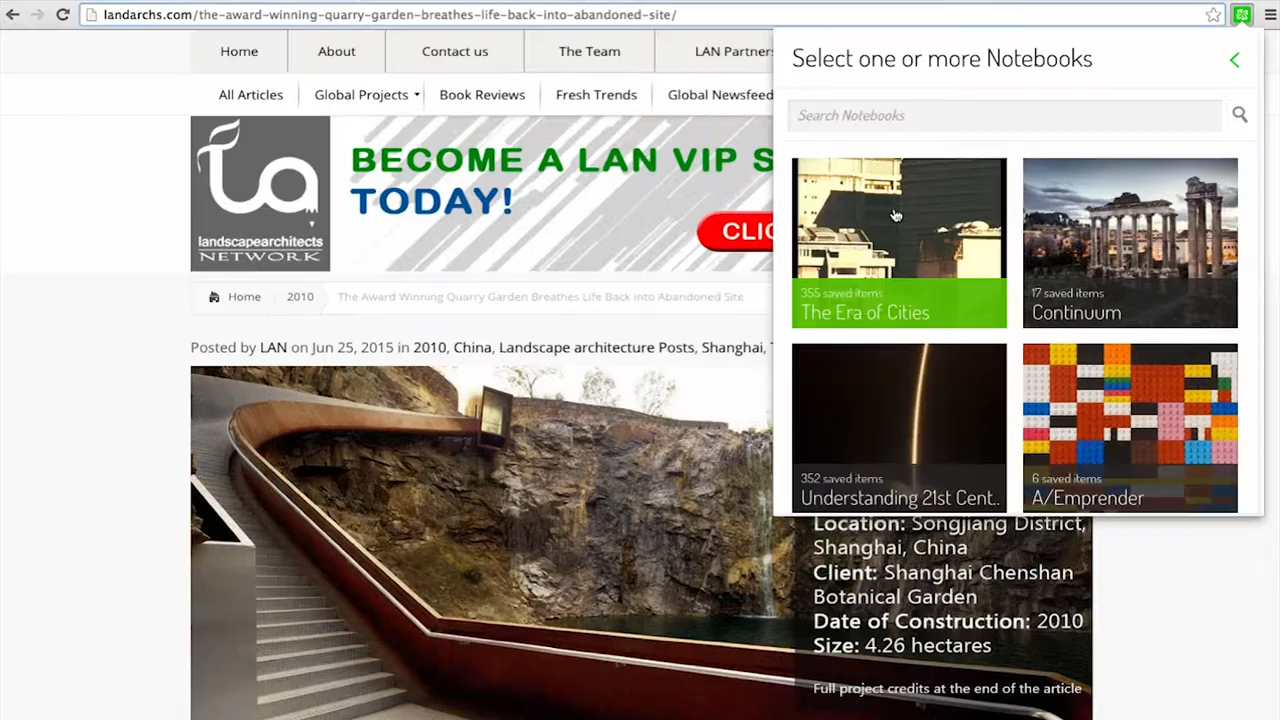 landarchs.com/the-award-winning-quarry-garden-breathes-life-back-into-abandoned-site/
Home
About
Contact us
The Team
LAN Partners
All Articles
Global Projects
Book Reviews
Fresh Trends
Global Newsfeed
BECOME A LAN VIP S
TODAY!
CLIC
La
landscapearchitects
NETWORK
Home
2010
The Award Winning Quarry Garden Breathes Life Back into Abandoned Site
Posted by LAN on Jun 25, 2015 in 2010, China, Landscape architecture Posts, Shanghai,
Select one or more Notebooks
Search Notebooks
355 saved items
The Era of Cities
17 saved items
Continuum
352 saved items
Understanding 21st Cent..
6 saved items
A/Emprender
Location: Songjiang District,
Shanghai, China
Client: Shanghai Chenshan
Botanical Garden
Date of Construction: 2010
Size: 4.26 hectares
Full project credits at the end of the article